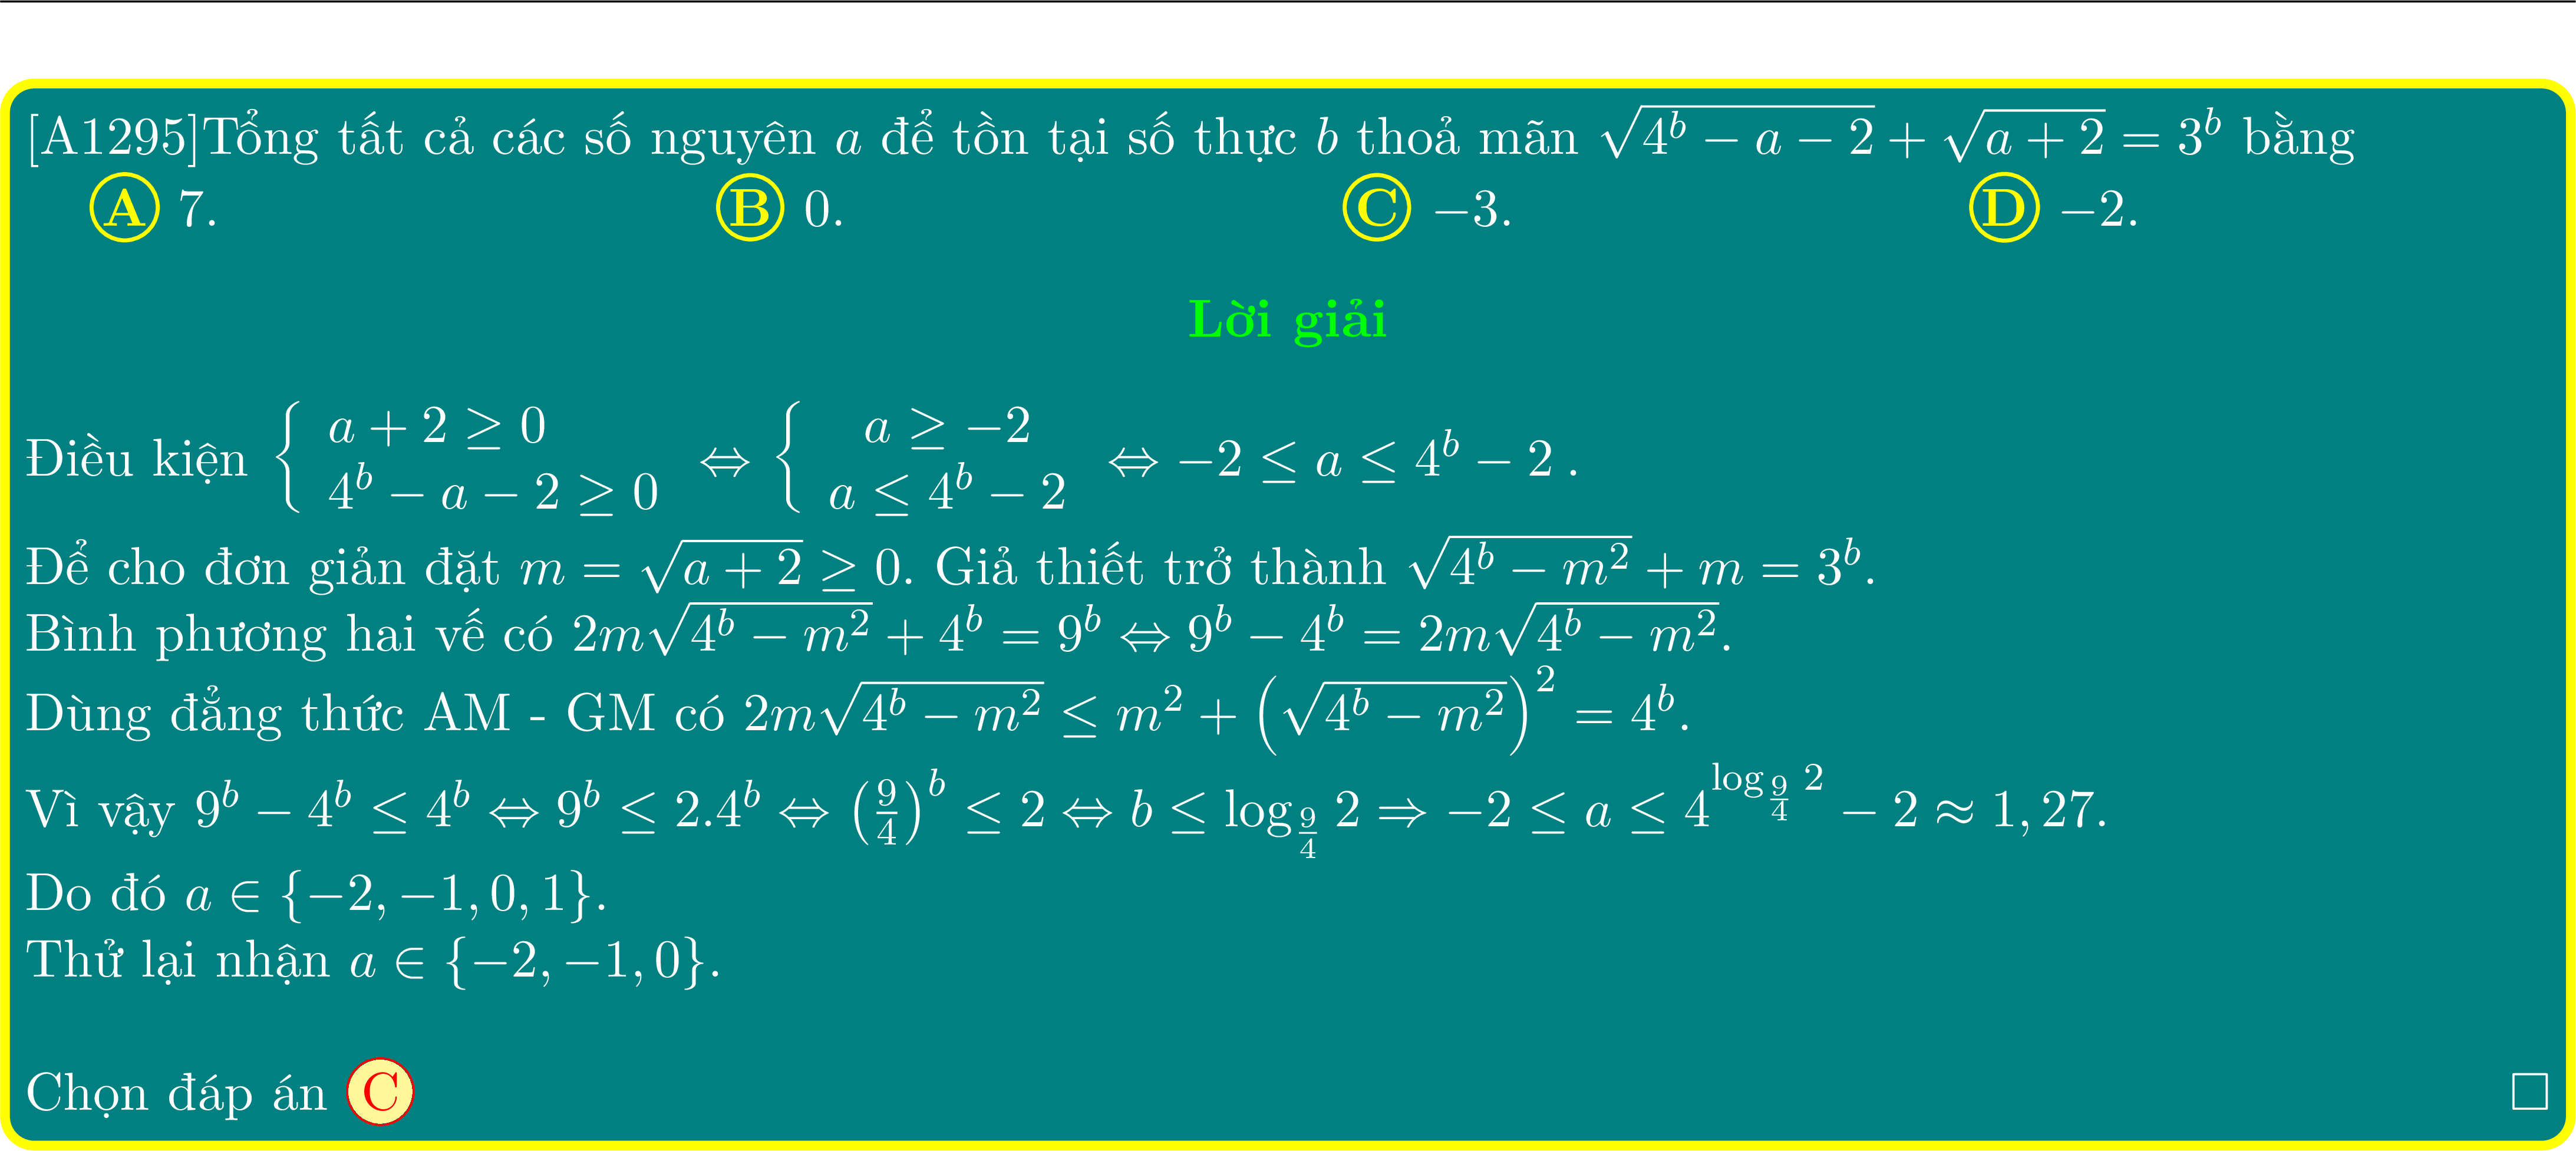 [A1295]Tổng tất cả các số nguyên $a$ để tồn tại số thực $b$ thoả mãn $\sqrt{4^b - a - 2} + \sqrt{a + 2} = 3^b$ bằng
Ⓐ 7. Ⓑ 0. Ⓒ −3. Ⓓ −2.
Lời giải
Điều kiện $\begin{cases} a + 2 \geq 0 \\ 4^b - a - 2 \geq 0 \end{cases} \Leftrightarrow \begin{cases} a \geq -2 \\ a \leq 4^b - 2 \end{cases} \Leftrightarrow -2 \leq a \leq 4^b - 2$ .
Để cho đơn giản đặt $m = \sqrt{a + 2} \geq 0$. Giả thiết trở thành $\sqrt{4^b - m^2} + m = 3^b$.
Bình phương hai vế có $2m\sqrt{4^b - m^2} + 4^b = 9^b \Leftrightarrow 9^b - 4^b = 2m\sqrt{4^b - m^2}$.
Dùng đẳng thức AM - GM có $2m\sqrt{4^b - m^2} \leq m^2 + \left(\sqrt{4^b - m^2}\right)^2 = 4^b$.
Vì vậy $9^b - 4^b \leq 4^b \Leftrightarrow 9^b \leq 2.4^b \Leftrightarrow \left(\frac{9}{4}\right)^b \leq 2 \Leftrightarrow b \leq \log_{\frac{9}{4}} 2 \Rightarrow -2 \leq a \leq 4^{\log_{\frac{9}{4}} 2} - 2 \approx 1,27$.
Do đó $a \in \{-2, -1, 0, 1\}$.
Thử lại nhận $a \in \{-2, -1, 0\}$.
Chọn đáp án Ⓒ □